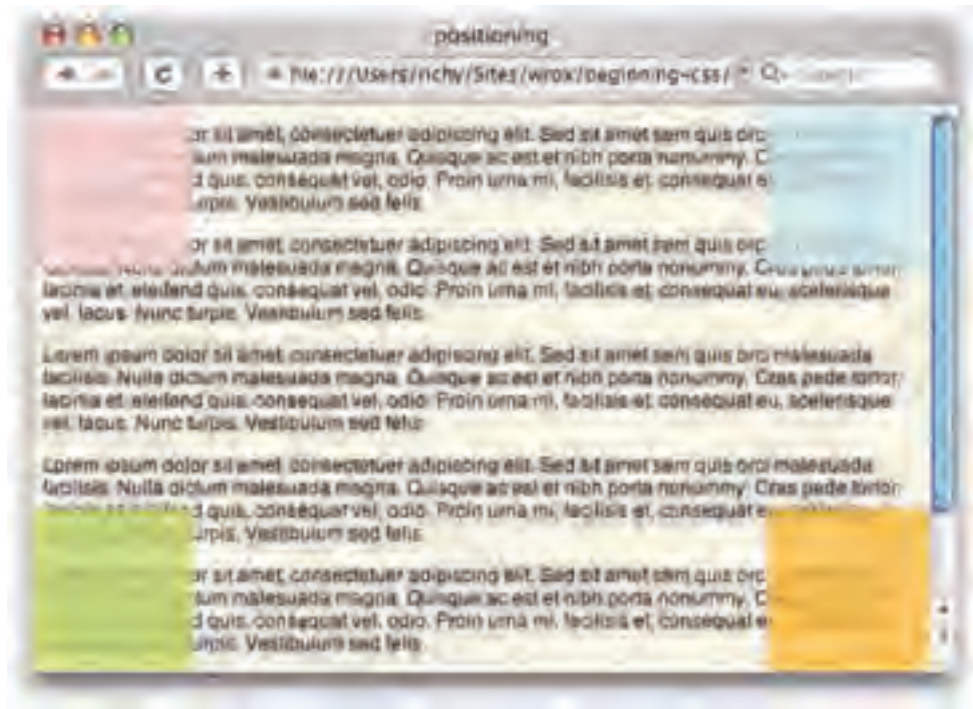 positioning
file:///Users/richy/Sites/wrox/beginning-css/
or sit amet, consectetuer adipiscing elit. Sed sit amet sem quis orc
tum malesuada magna. Quisque ac est et nibh porta nonummy. C
d quis, consequat vel, odio. Proin urna mi, facilisis et, consequat e
urpis. Vestibulum sed felis.
or sit amet, consectetuer adipiscing elit. Sed sit amet sem quis orc
dictum malesuada magna. Quisque ac est et nibh porta nonummy. Cras pede tortor,
lacinia et, eleifend quis, consequat vel, odio. Proin urna mi, facilisis et, consequat eu, scelerisque
vel, lacus. Nunc turpis. Vestibulum sed felis.
Lorem ipsum dolor sit amet, consectetuer adipiscing elit. Sed sit amet sem quis orci malesuada
facilisis. Nulla dictum malesuada magna. Quisque ac est et nibh porta nonummy. Cras pede tortor,
lacinia et, eleifend quis, consequat vel, odio. Proin urna mi, facilisis et, consequat eu, scelerisque
vel, lacus. Nunc turpis. Vestibulum sed felis.
Lorem ipsum dolor sit amet, consectetuer adipiscing elit. Sed sit amet sem quis orci malesuada
facilisis. Nulla dictum malesuada magna. Quisque ac est et nibh porta nonummy. Cras pede tortor,
d quis, consequat vel, odio. Proin urna mi, facilisis et, consequat e
urpis. Vestibulum sed felis.
or sit amet, consectetuer adipiscing elit. Sed sit amet sem quis orc
tum malesuada magna. Quisque ac est et nibh porta nonummy. C
d quis, consequat vel, odio. Proin urna mi, facilisis et, consequat e
urpis. Vestibulum sed felis.